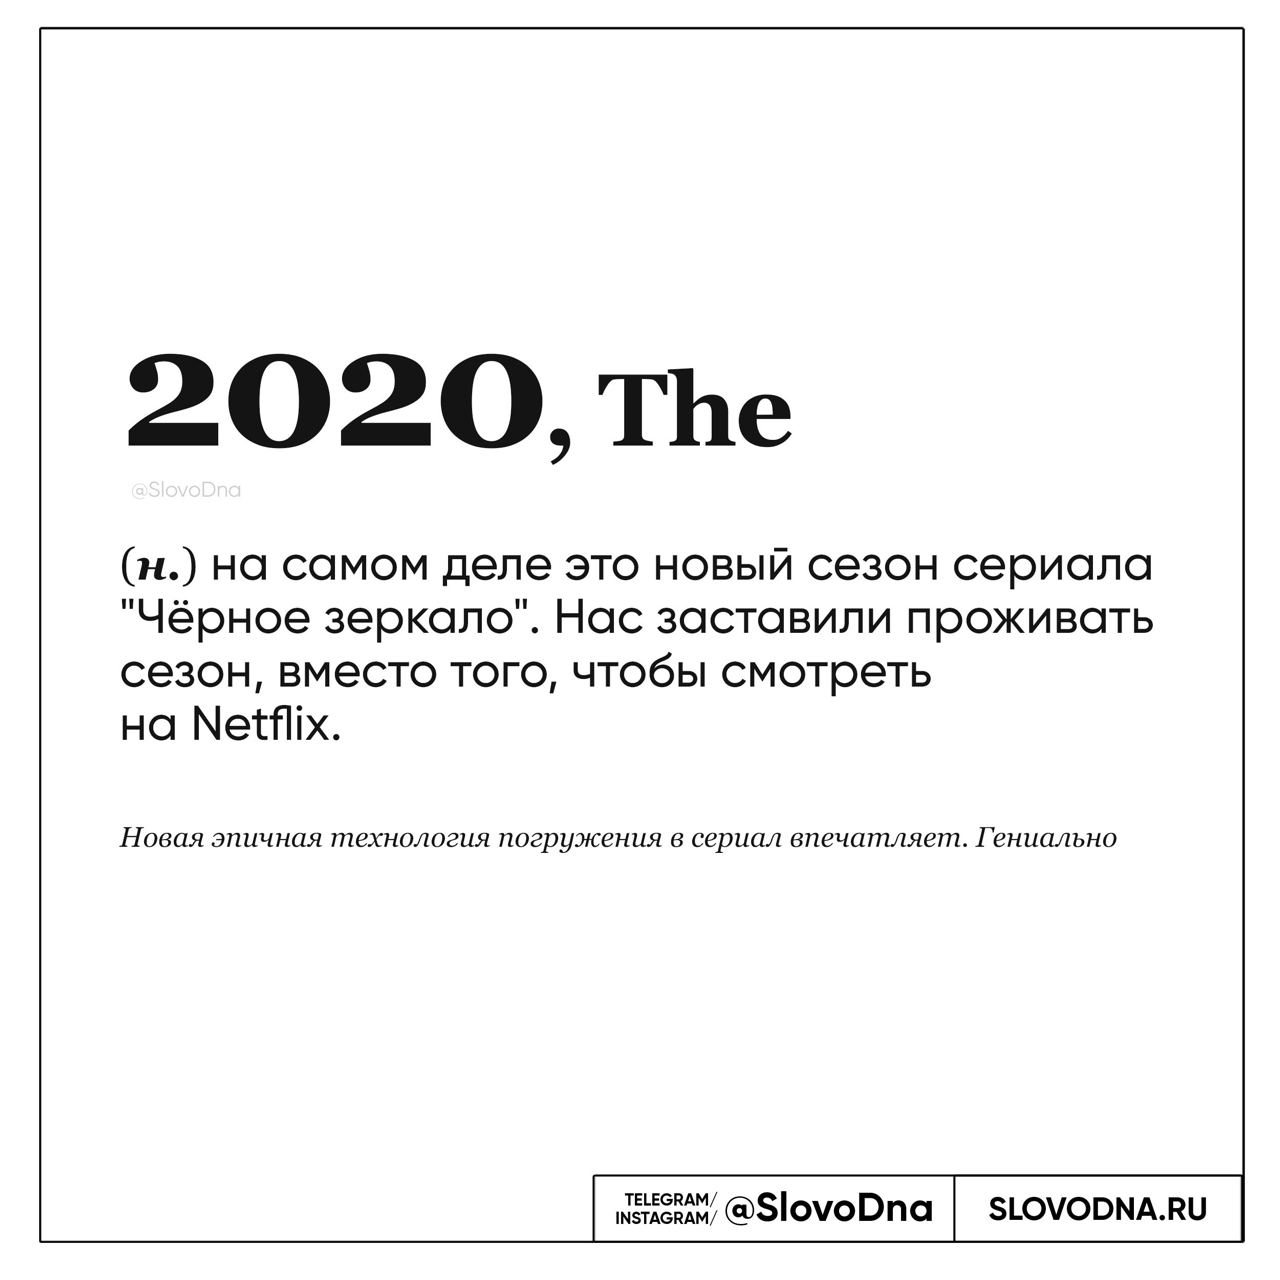 2020, The
@SlovoDna
(н.) на самом деле это новый сезон сериала
"Чёрное зеркало". Нас заставили проживать
сезон, вместо того, чтобы смотреть
на Netflix.
Новая эпичная технология погружения в сериал впечатляет. Гениально
TELEGRAM/
INSTAGRAM/
@SlovoDna
SLOVODNA.RU